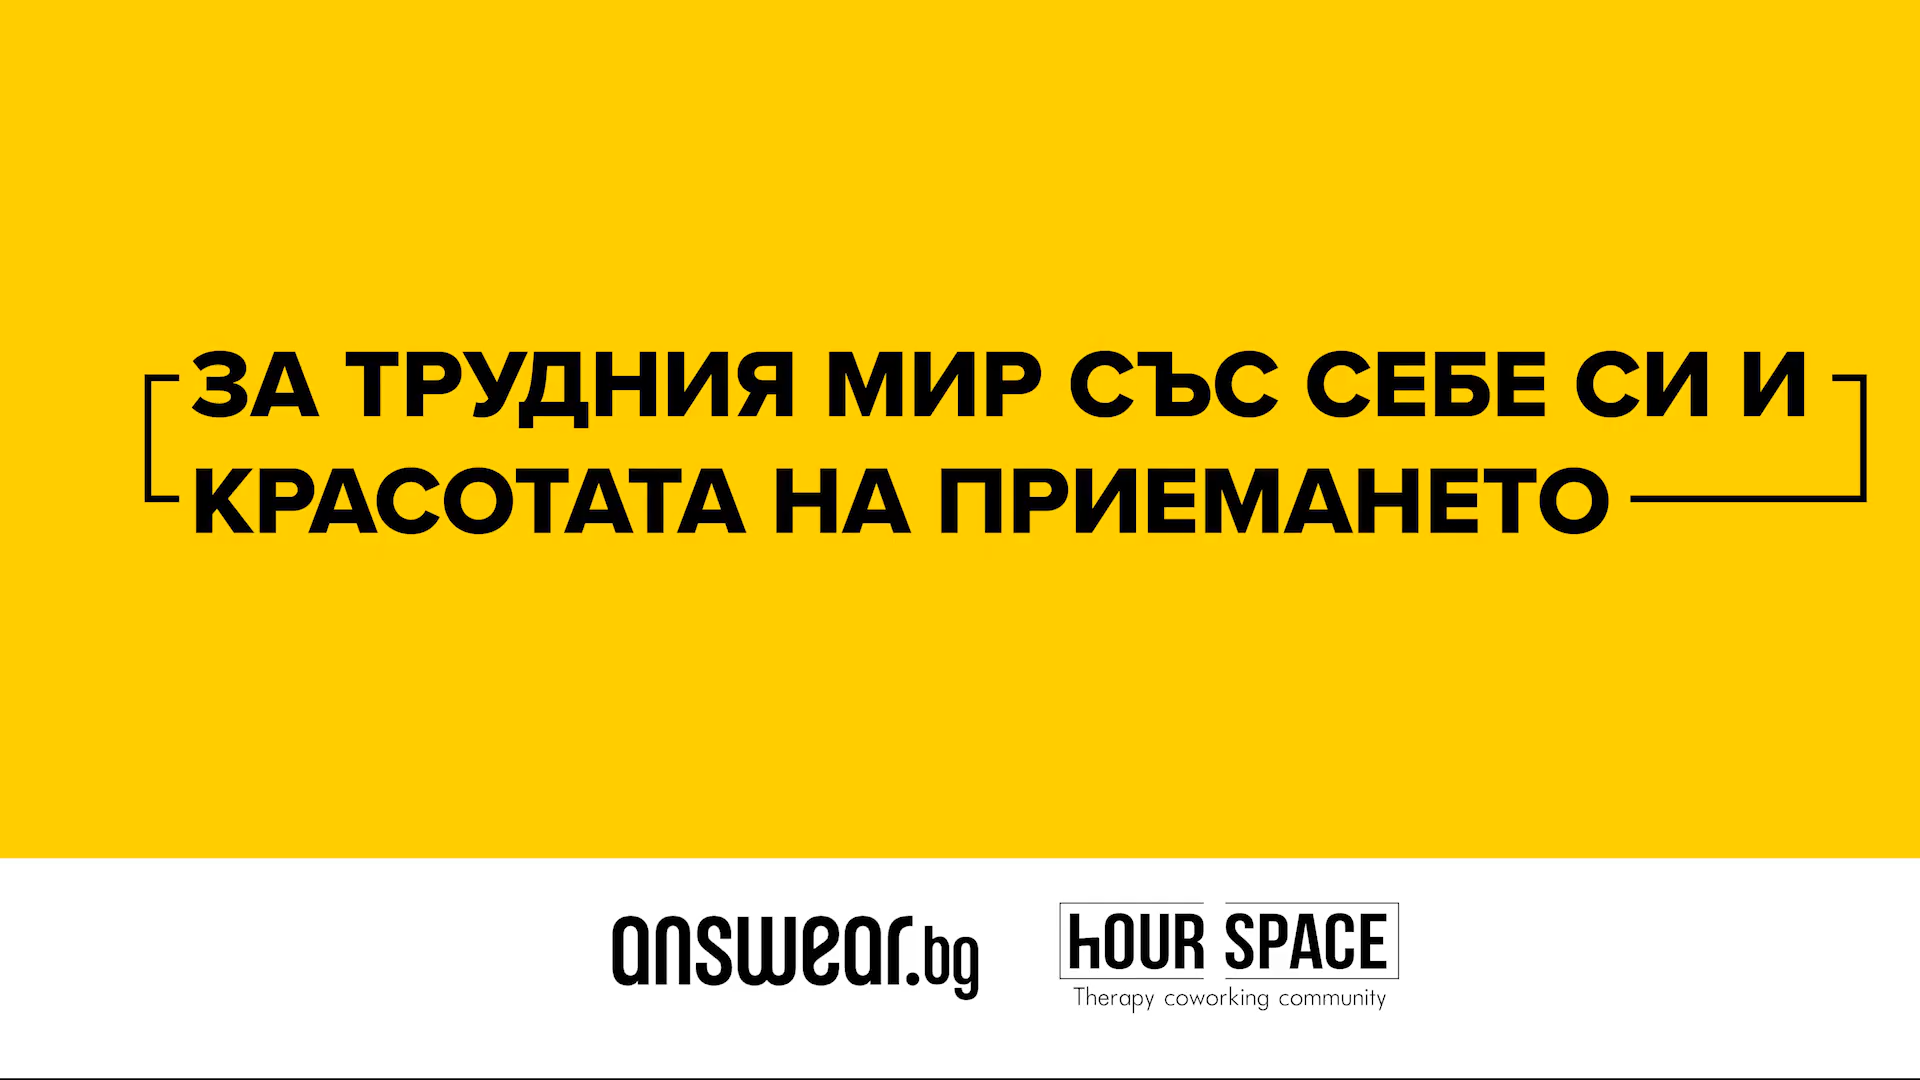 ЗА ТРУДНИЯ МИР СЪС СЕБЕ СИ И
КРАСОТАТА НА ПРИЕМАНЕТО
answear.bg
hOUR SPACE
Therapy coworking community